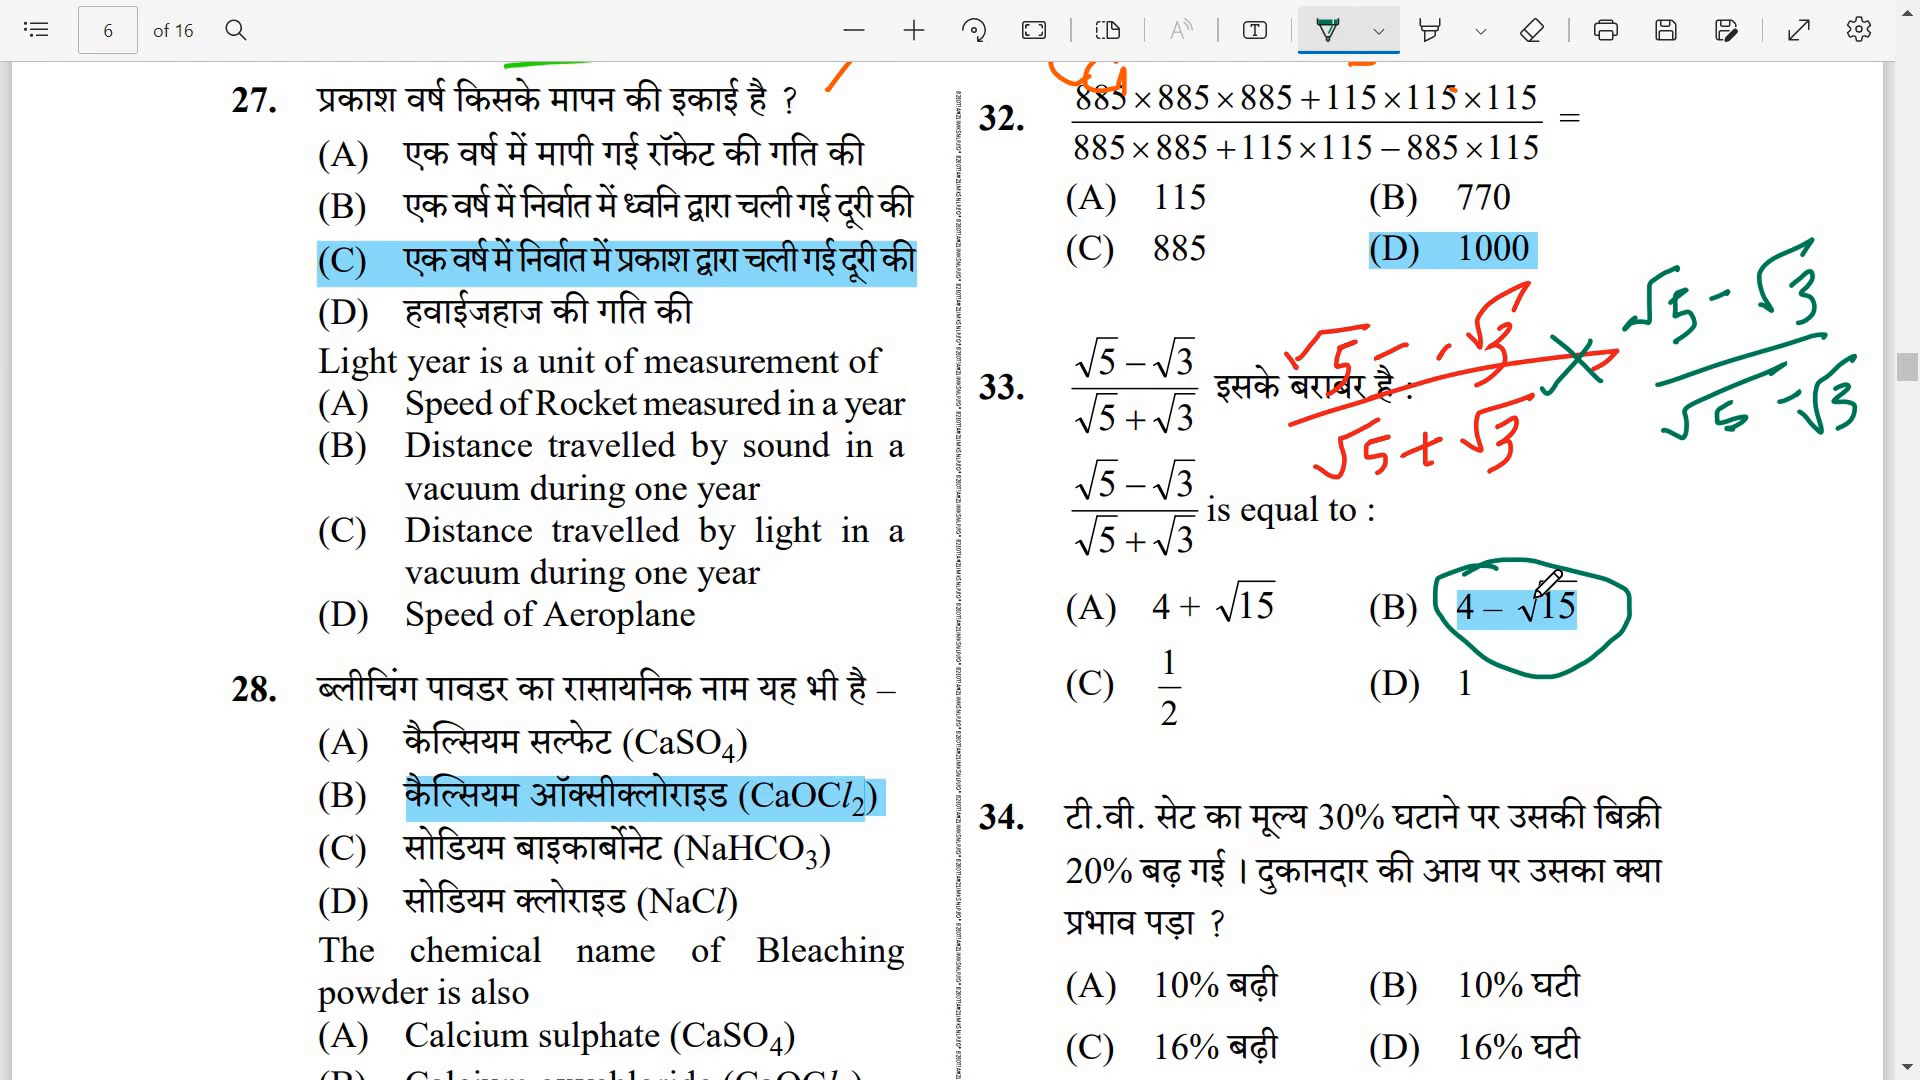 6 of 16
27. प्रकाश वर्ष किसके मापन की इकाई है ?
(A) एक वर्ष में मापी गई रॉकेट की गति की
(B) एक वर्ष में निर्वात में ध्वनि द्वारा चली गई दूरी की
(C) एक वर्ष में निर्वात में प्रकाश द्वारा चली गई दूरी की
(D) हवाईजहाज की गति की
Light year is a unit of measurement of
(A) Speed of Rocket measured in a year
(B) Distance travelled by sound in a
vacuum during one year
(C) Distance travelled by light in a
vacuum during one year
(D) Speed of Aeroplane
28. ब्लीचिंग पावडर का रासायनिक नाम यह भी है –
(A) कैल्सियम सल्फेट (CaSO₄)
(B) कैल्सियम ऑक्सीक्लोराइड (CaOCl₂)
(C) सोडियम बाइकार्बोनेट (NaHCO₃)
(D) सोडियम क्लोराइड (NaCl)
The chemical name of Bleaching
powder is also
(A) Calcium sulphate (CaSO₄)
32. 885×885×885+115×115×115
885×885+115×115−885×115 =
(A) 115 (B) 770
(C) 885 (D) 1000
33. √5−√3
√5+√3 इसके बराबर है :
√5−√3
√5+√3
× √5−√3
√5−√3
√5−√3
√5+√3 is equal to :
(A) 4 + √15 (B) 4 – √15
(C) 1/2 (D) 1
34. टी.वी. सेट का मूल्य 30% घटाने पर उसकी बिक्री
20% बढ़ गई । दुकानदार की आय पर उसका क्या
प्रभाव पड़ा ?
(A) 10% बढ़ी (B) 10% घटी
(C) 16% बढ़ी (D) 16% घटी